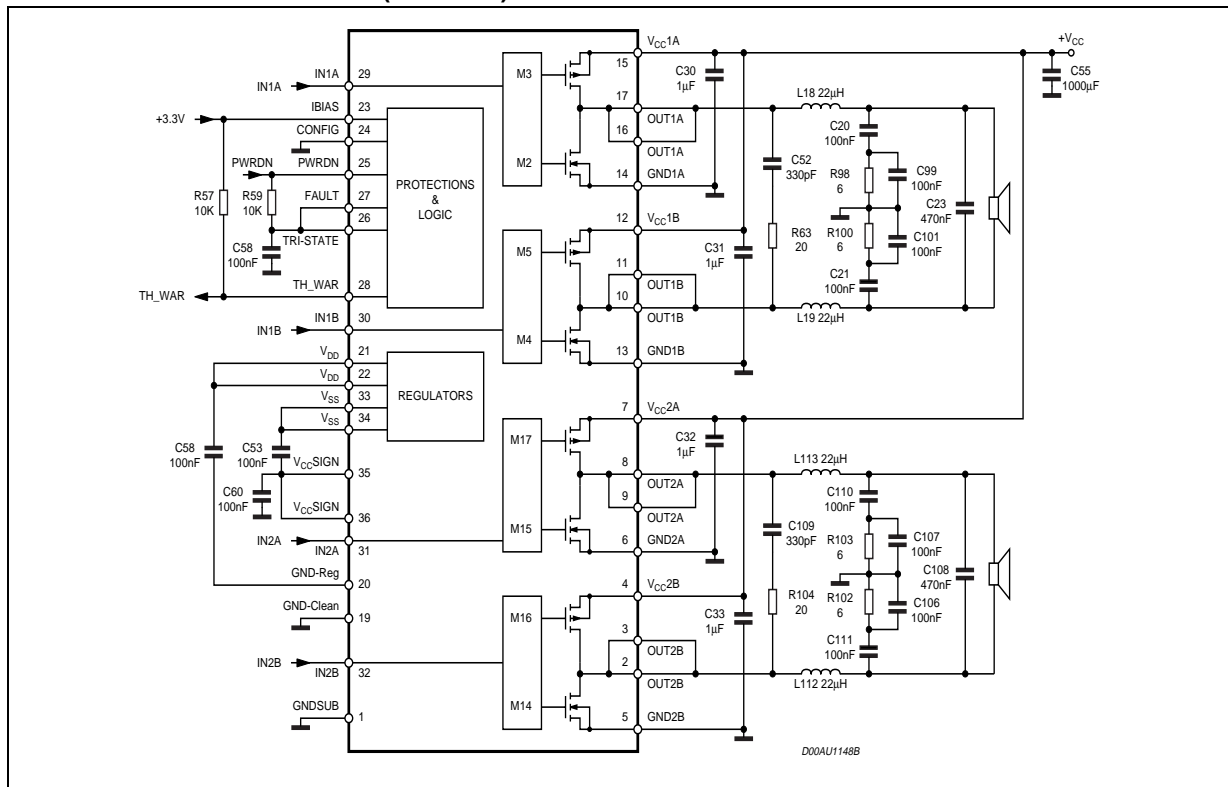 VCC1A
15
+VCC
C55
1000µF
C30
1µF
IN1A
29
IN1A
M3
17
OUT1A
16
OUT1A
L18 22µH
IBIAS
23
+3.3V
CONFIG
24
PWRDN
PWRDN
25
M2
14
GND1A
C20
100nF
C52
330pF
R98
6
C99
100nF
C23
470nF
R57
10K
R59
10K
FAULT
27
26
TRI-STATE
C58
100nF
PROTECTIONS
&
LOGIC
12
VCC1B
M5
C31
1µF
R63
20
R100
6
C101
100nF
C21
100nF
11
OUT1B
10
OUT1B
L19 22µH
TH_WAR
TH_WAR
28
IN1B
30
IN1B
M4
13
GND1B
VDD
21
VDD
22
VSS
33
VSS
34
REGULATORS
C58
100nF
C53
100nF
VCCSIGN
35
C60
100nF
VCCSIGN
36
7
VCC2A
M17
C32
1µF
8
OUT2A
9
OUT2A
L113 22µH
IN2A
IN2A
31
M15
6
GND2A
C110
100nF
C109
330pF
R103
6
C107
100nF
C108
470nF
GND-Reg
20
GND-Clean
19
4
VCC2B
M16
C33
1µF
R104
20
R102
6
C106
100nF
C111
100nF
3
OUT2B
2
OUT2B
L112 22µH
IN2B
IN2B
32
M14
5
GND2B
GNDSUB
1
D00AU1148B